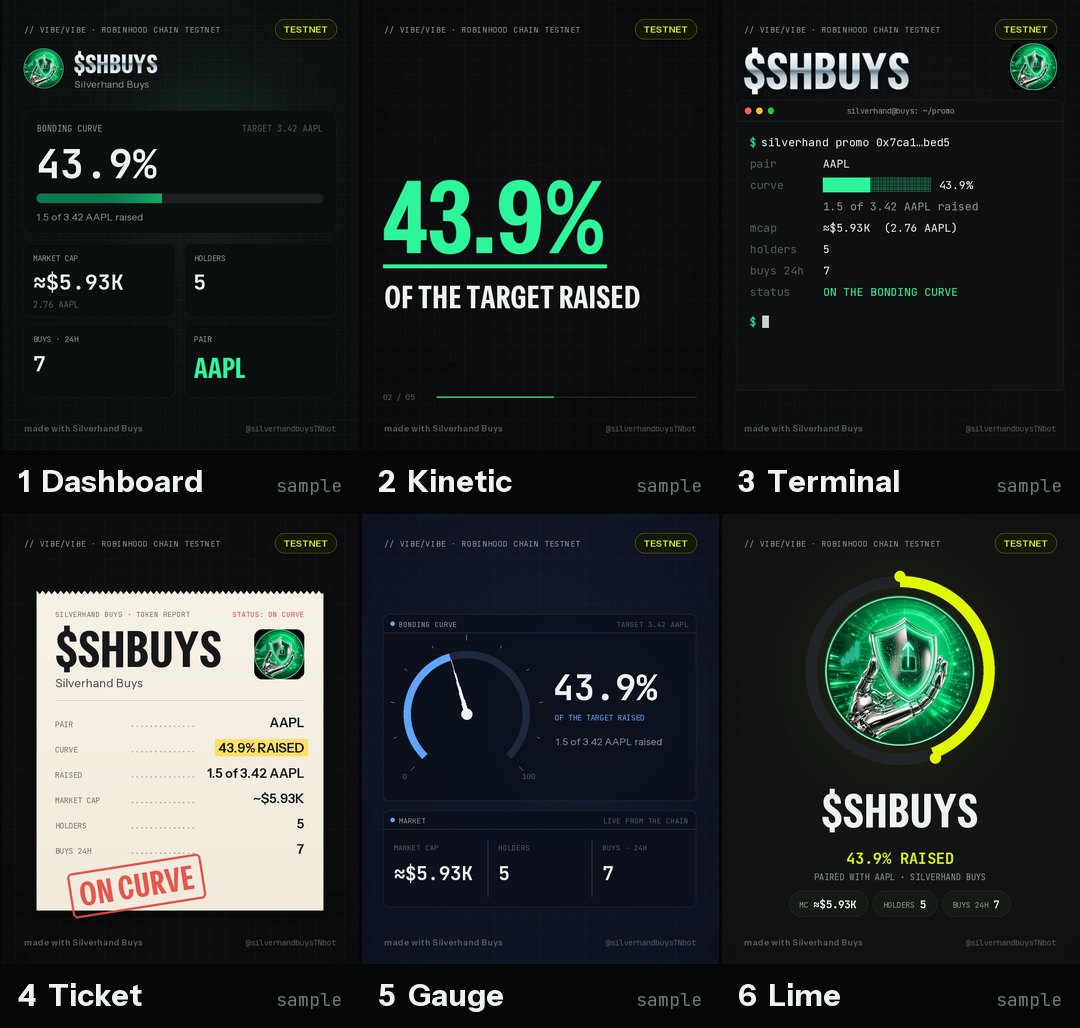 // VIBE/VIBE · ROBINHOOD CHAIN TESTNET
TESTNET
$SHBUYS
Silverhand Buys
BONDING CURVE
TARGET 3.42 AAPL
43.9%
1.5 of 3.42 AAPL raised
MARKET CAP
≈$5.93K
2.76 AAPL
HOLDERS
5
BUYS · 24H
7
PAIR
AAPL
made with Silverhand Buys
@silverhandbuysTNbot
1 Dashboard
sample
// VIBE/VIBE · ROBINHOOD CHAIN TESTNET
TESTNET
43.9%
OF THE TARGET RAISED
02 / 05
made with Silverhand Buys
@silverhandbuysTNbot
2 Kinetic
sample
// VIBE/VIBE · ROBINHOOD CHAIN TESTNET
TESTNET
$SHBUYS
silverhand@buys: ~/promo
$ silverhand promo 0x7ca1…bed5
pair AAPL
curve 43.9%
1.5 of 3.42 AAPL raised
mcap ≈$5.93K (2.76 AAPL)
holders 5
buys 24h 7
status ON THE BONDING CURVE
$
made with Silverhand Buys
@silverhandbuysTNbot
3 Terminal
sample
// VIBE/VIBE · ROBINHOOD CHAIN TESTNET
TESTNET
SILVERHAND BUYS · TOKEN REPORT
STATUS: ON CURVE
$SHBUYS
Silverhand Buys
PAIR ............. AAPL
CURVE ............. 43.9% RAISED
RAISED ............. 1.5 of 3.42 AAPL
MARKET CAP ............. ~$5.93K
HOLDERS ............. 5
BUYS 24H ............. 7
ON CURVE
made with Silverhand Buys
@silverhandbuysTNbot
4 Ticket
sample
// VIBE/VIBE · ROBINHOOD CHAIN TESTNET
TESTNET
BONDING CURVE
TARGET 3.42 AAPL
43.9%
OF THE TARGET RAISED
1.5 of 3.42 AAPL raised
0
100
MARKET
LIVE FROM THE CHAIN
MARKET CAP
≈$5.93K
HOLDERS
5
BUYS · 24H
7
made with Silverhand Buys
@silverhandbuysTNbot
5 Gauge
sample
// VIBE/VIBE · ROBINHOOD CHAIN TESTNET
TESTNET
$SHBUYS
43.9% RAISED
PAIRED WITH AAPL · SILVERHAND BUYS
MC ≈$5.93K
HOLDERS 5
BUYS 24H 7
made with Silverhand Buys
@silverhandbuysTNbot
6 Lime
sample